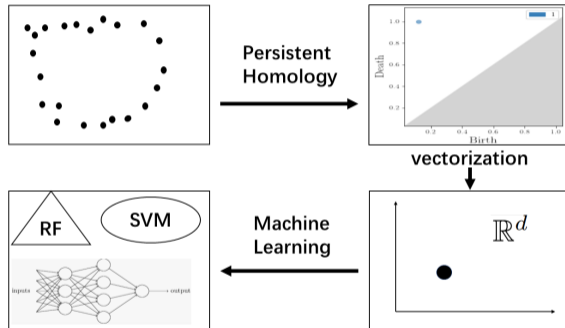 Persistent
Homology
Death
1.0
0.8
0.6
0.4
0.2
0.2
0.4
0.6
0.8
1.0
Birth
1
vectorization
ℝᵈ
Machine
Learning
RF
SVM
inputs
output